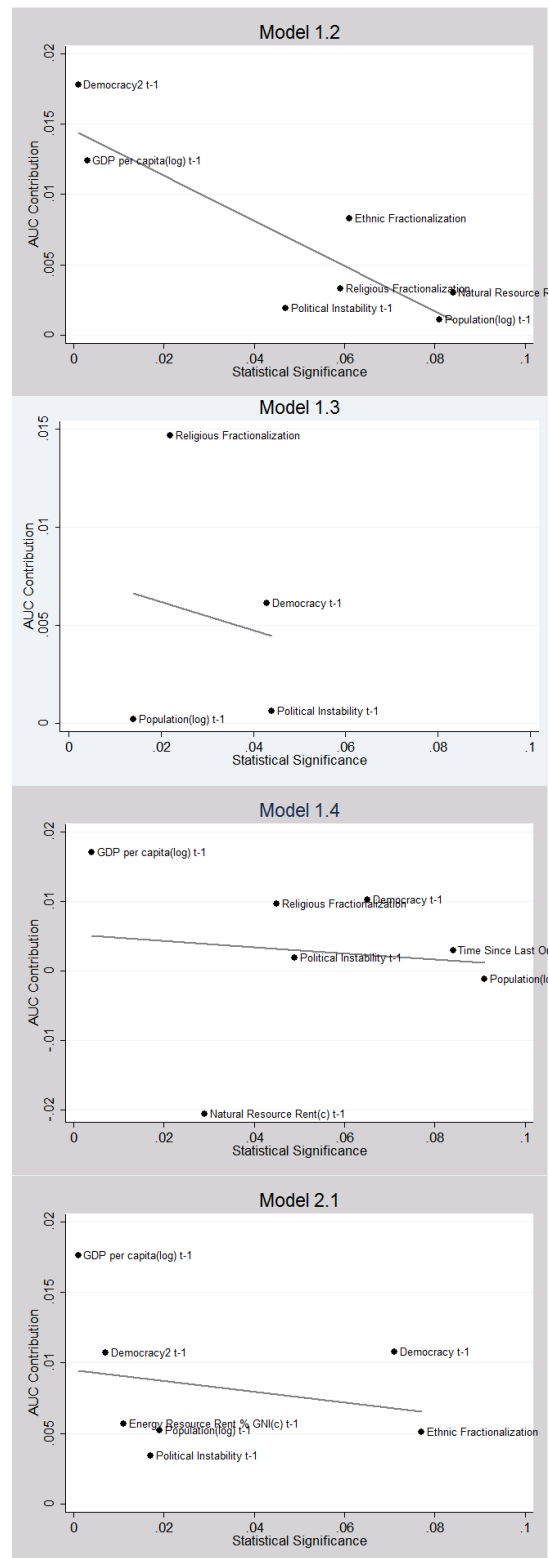 Model 1.2
.02
Democracy2 t-1
.015
GDP per capita(log) t-1
.01
Ethnic Fractionalization
.005
Religious Fractionalization
Natural Resource R
Political Instability t-1
Population(log) t-1
0
AUC Contribution
0 .02 .04 .06 .08 .1
Statistical Significance
Model 1.3
.015
Religious Fractionalization
.01
Democracy t-1
.005
Population(log) t-1
Political Instability t-1
0
AUC Contribution
0 .02 .04 .06 .08 .1
Statistical Significance
Model 1.4
.02
GDP per capita(log) t-1
.01
Religious Fractionalization
Democracy t-1
Time Since Last On
Political Instability t-1
0
Population(lo
-.01
-.02
Natural Resource Rent(c) t-1
AUC Contribution
0 .02 .04 .06 .08 .1
Statistical Significance
Model 2.1
.02
GDP per capita(log) t-1
.015
Democracy2 t-1
Democracy t-1
.01
Energy Resource Rent % GNI(c) t-1
Population(log) t-1
Ethnic Fractionalization
.005
Political Instability t-1
0
AUC Contribution
0 .02 .04 .06 .08 .1
Statistical Significance